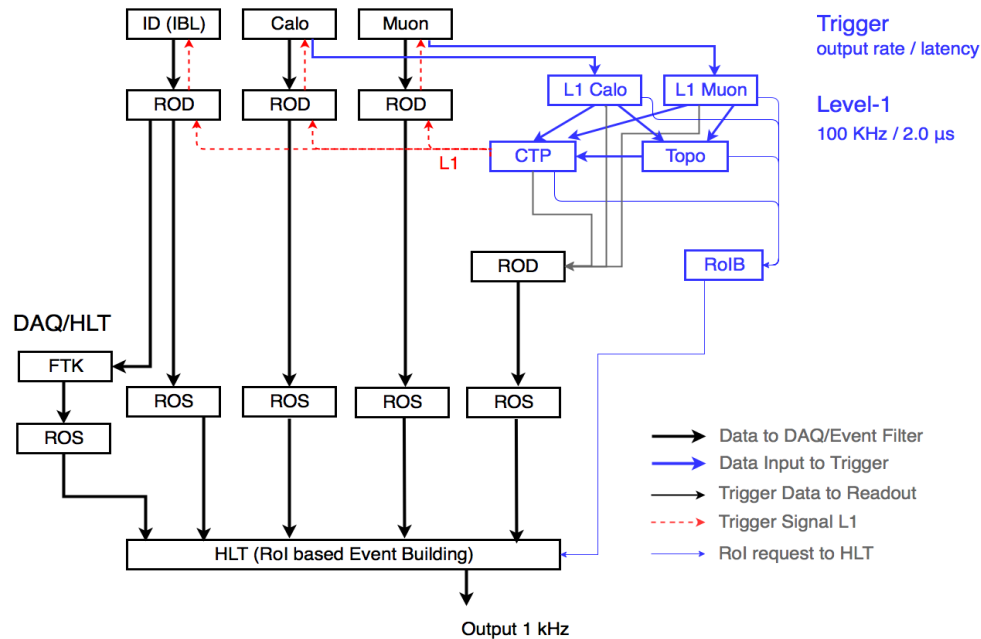 ID (IBL)
Calo
Muon
Trigger
output rate / latency
L1 Calo
L1 Muon
ROD
ROD
ROD
Level-1
100 KHz / 2.0 μs
L1
CTP
Topo
ROD
RoIB
DAQ/HLT
FTK
ROS
ROS
ROS
ROS
ROS
Data to DAQ/Event Filter
Data Input to Trigger
Trigger Data to Readout
Trigger Signal L1
RoI request to HLT
HLT (RoI based Event Building)
Output 1 kHz